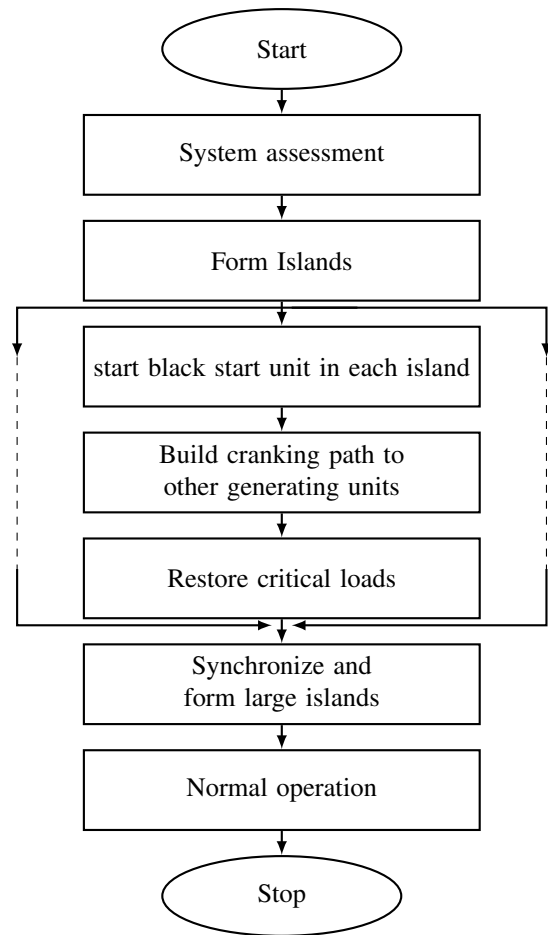 Start
System assessment
Form Islands
start black start unit in each island
Build cranking path to
other generating units
Restore critical loads
Synchronize and
form large islands
Normal operation
Stop